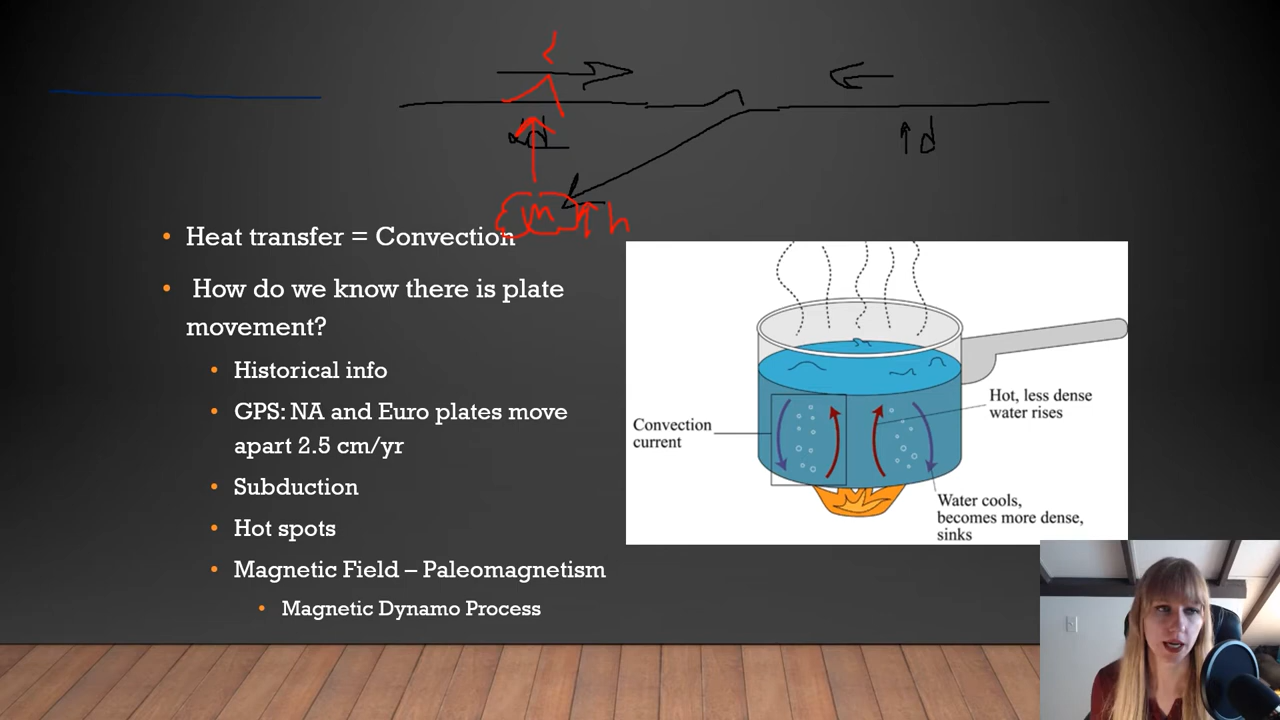 d
↑d
m ↑h
Heat transfer = Convection
How do we know there is plate
movement?
Historical info
GPS: NA and Euro plates move
apart 2.5 cm/yr
Subduction
Hot spots
Magnetic Field – Paleomagnetism
Magnetic Dynamo Process
Convection
current
Hot, less dense
water rises
Water cools,
becomes more dense,
sinks